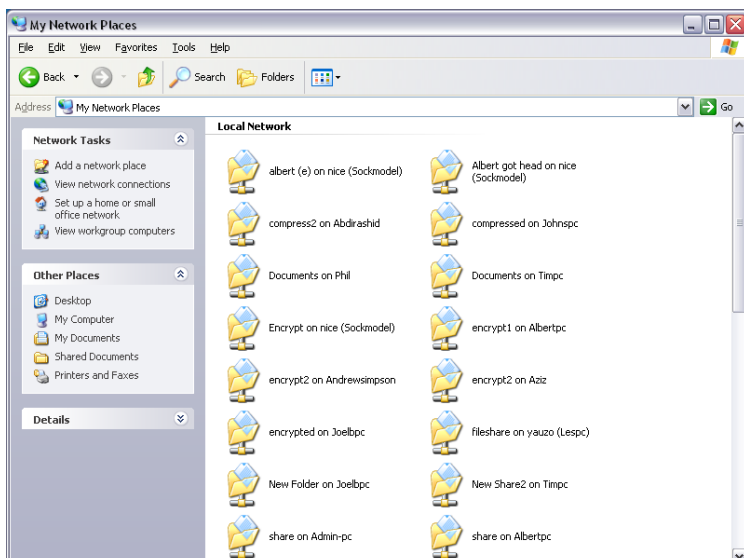 My Network Places
File Edit View Favorites Tools Help
Back Search Folders
Address My Network Places Go
Network Tasks
Add a network place
View network connections
Set up a home or small
office network
View workgroup computers
Other Places
Desktop
My Computer
My Documents
Shared Documents
Printers and Faxes
Details
Local Network
albert (e) on nice (Sockmodel)
Albert got head on nice
(Sockmodel)
compress2 on Abdirashid
compressed on Johnspc
Documents on Phil
Documents on Timpc
Encrypt on nice (Sockmodel)
encrypt1 on Albertpc
encrypt2 on Andrewsimpson
encrypt2 on Aziz
encrypted on Joelbpc
fileshare on yauzo (Lespc)
New Folder on Joelbpc
New Share2 on Timpc
share on Admin-pc
share on Albertpc